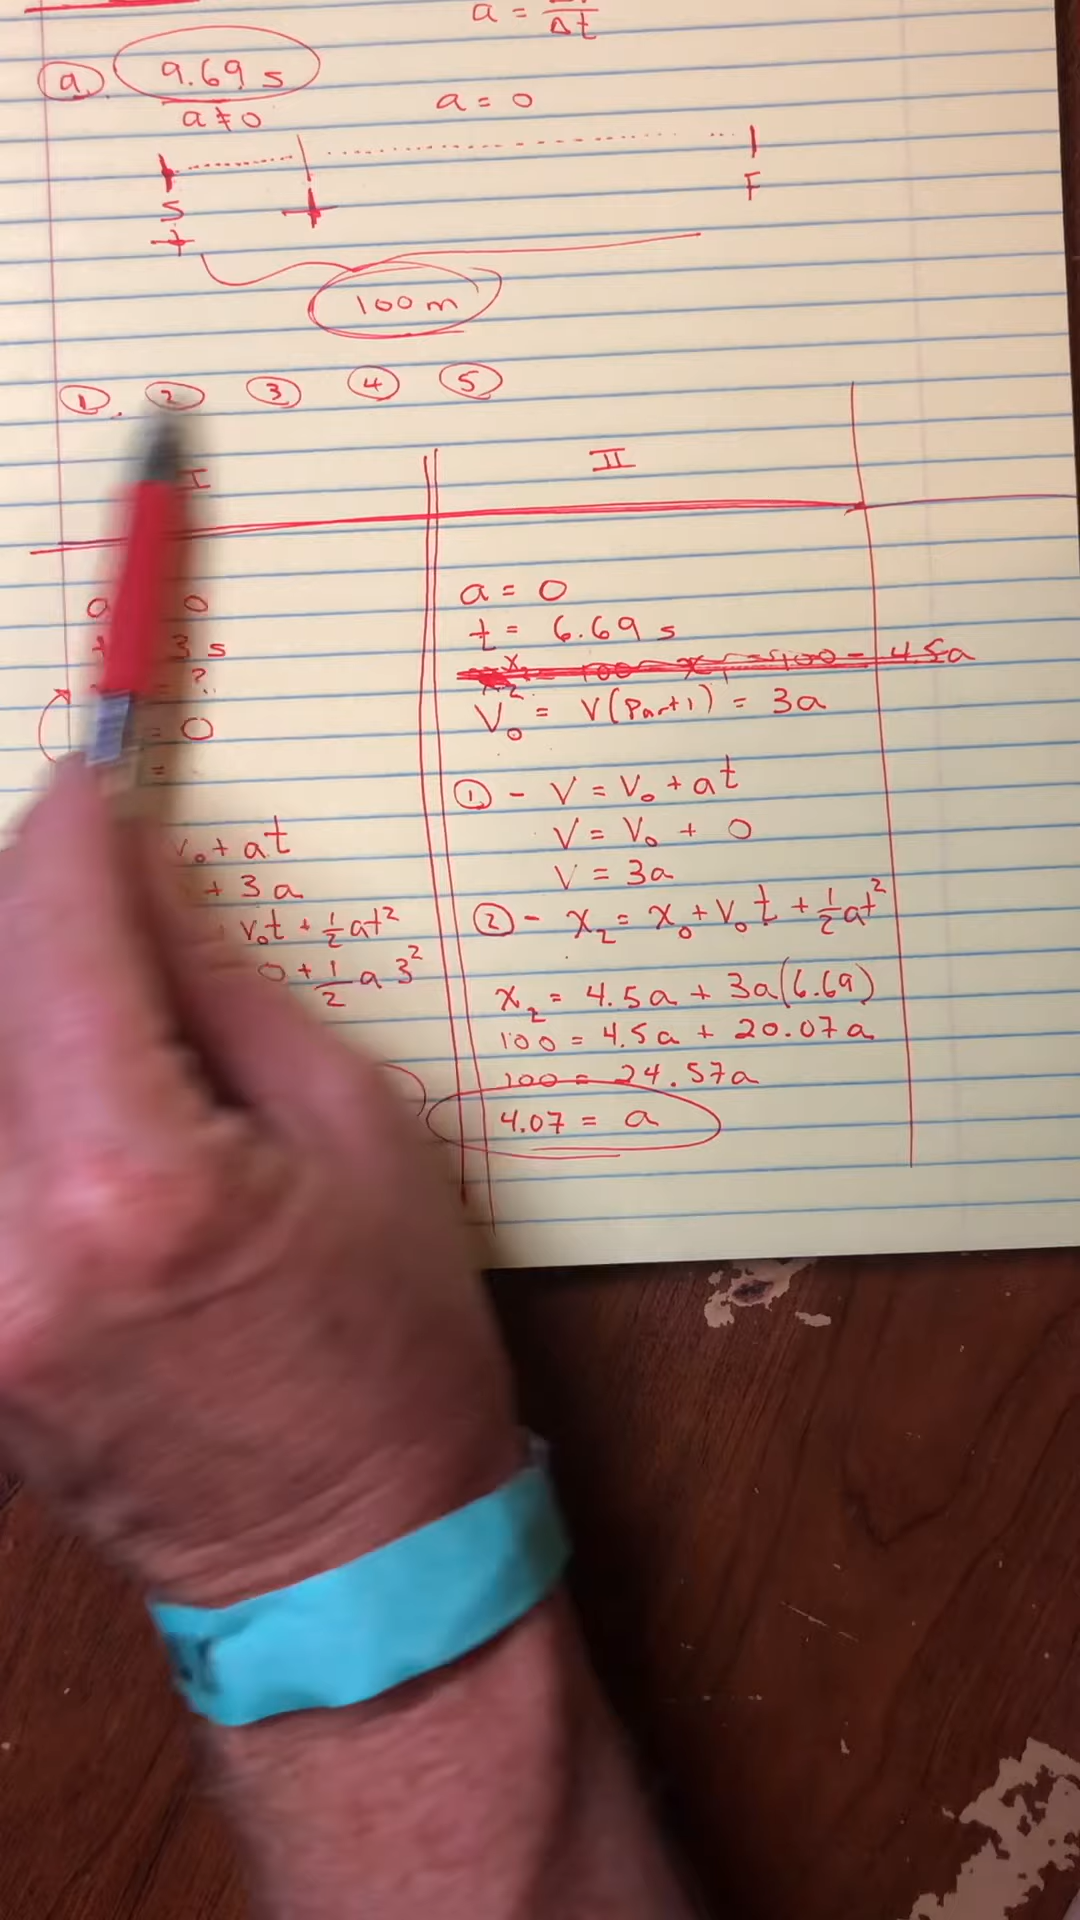 a = Δt
a. 9.69 s
a ≠ 0
a = 0
S
F
100 m
1. 2 3 4 5
I
II
a 0
3 s
= ?
= 0
=
v₀ + at
+ 3a
v₀t + ½at²
0 + 1/2 a 3²
a = 0
t = 6.69 s
V₀ = V(Part 1) = 3a
① - V = V₀ + at
V = V₀ + 0
V = 3a
② - x₂ = x₀ + V₀t + ½at²
x₂ = 4.5a + 3a(6.69)
100 = 4.5a + 20.07a
100 = 24.57a
4.07 = a